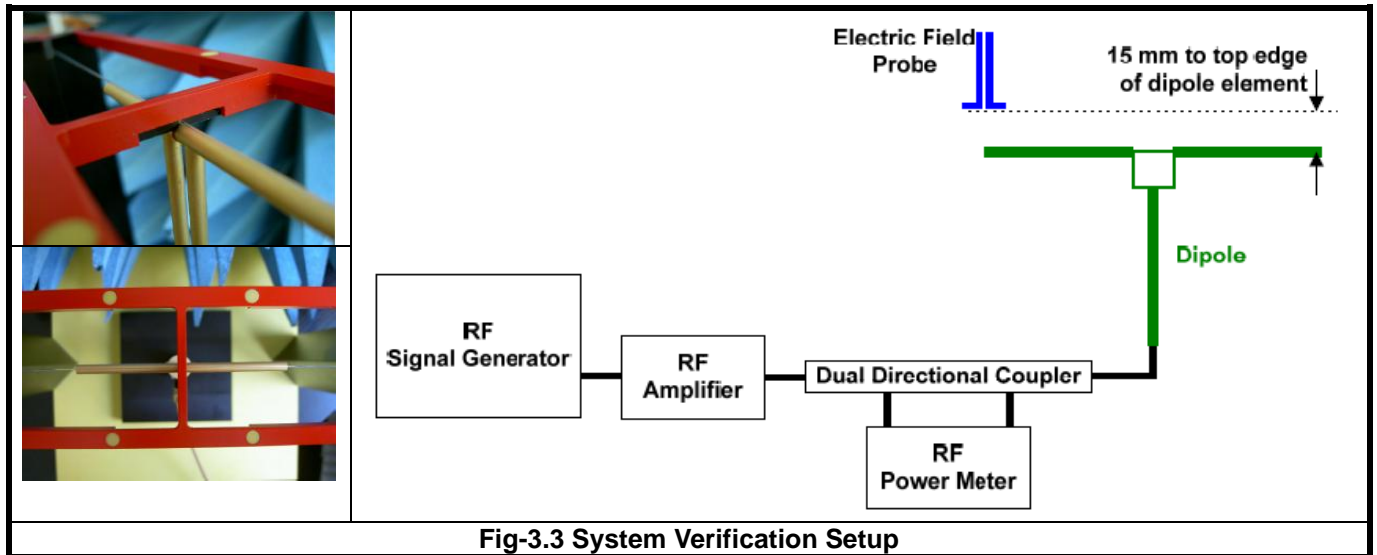 Electric Field
Probe
15 mm to top edge
of dipole element
Dipole
RF
Signal Generator
RF
Amplifier
Dual Directional Coupler
RF
Power Meter
Fig-3.3 System Verification Setup